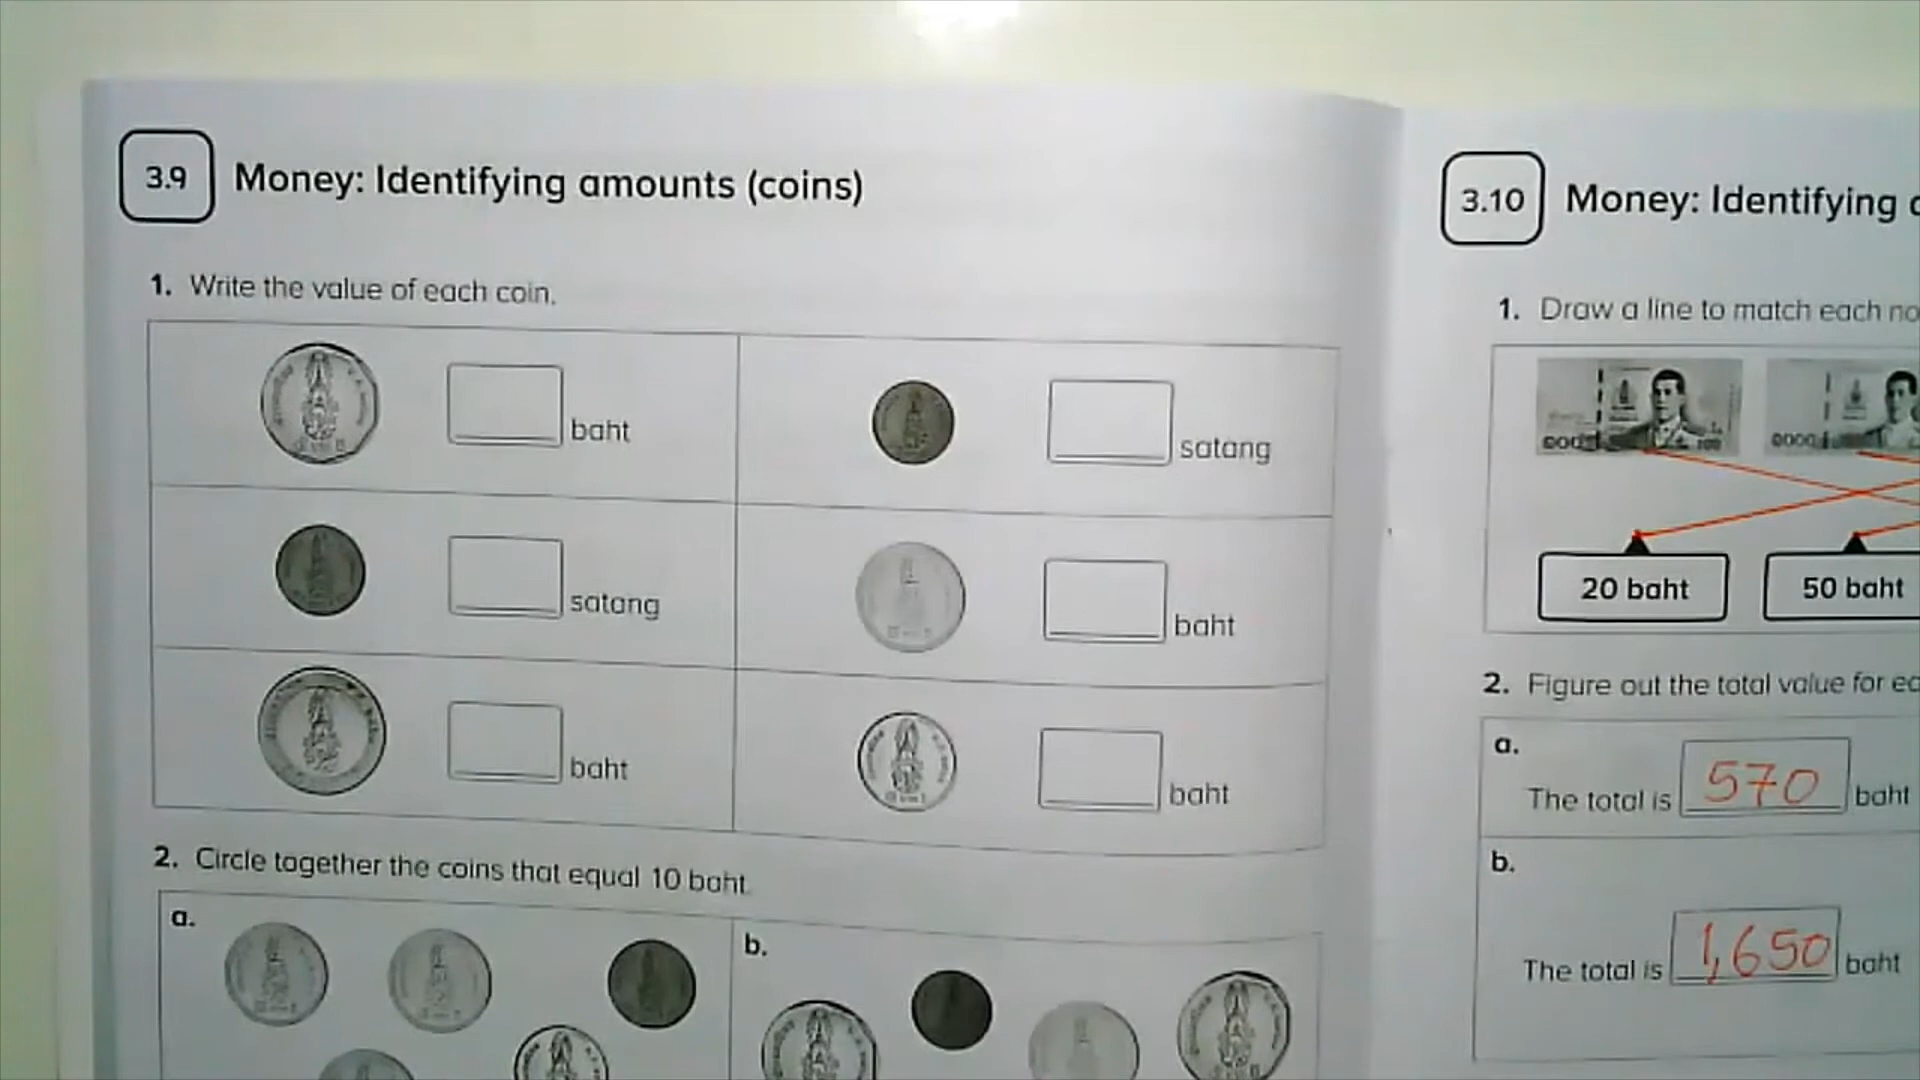 3.9 Money: Identifying amounts (coins)
1. Write the value of each coin.
baht
satang
satang
baht
baht
baht
2. Circle together the coins that equal 10 baht.
a.
b.
3.10 Money: Identifying
1. Draw a line to match each no
100
20 baht
50 baht
2. Figure out the total value for ea
a.
The total is 570 baht
b.
The total is 1,650 baht